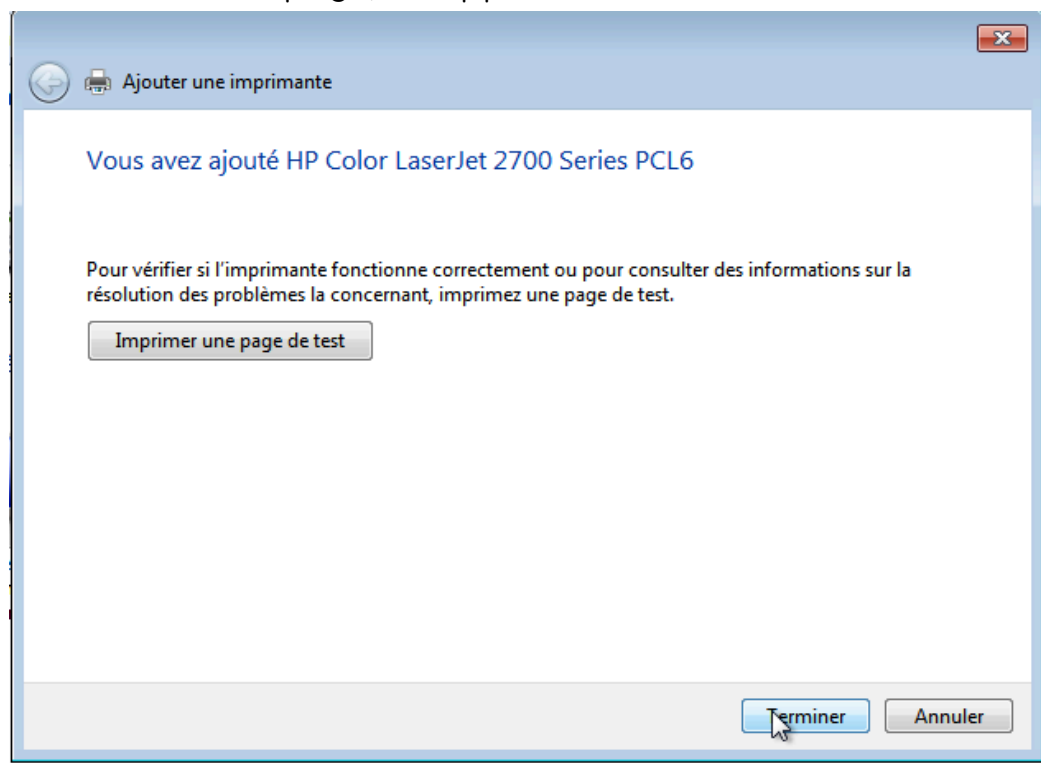 Ajouter une imprimante
Vous avez ajouté HP Color LaserJet 2700 Series PCL6
Pour vérifier si l'imprimante fonctionne correctement ou pour consulter des informations sur la
résolution des problèmes la concernant, imprimez une page de test.
Imprimer une page de test
Terminer
Annuler